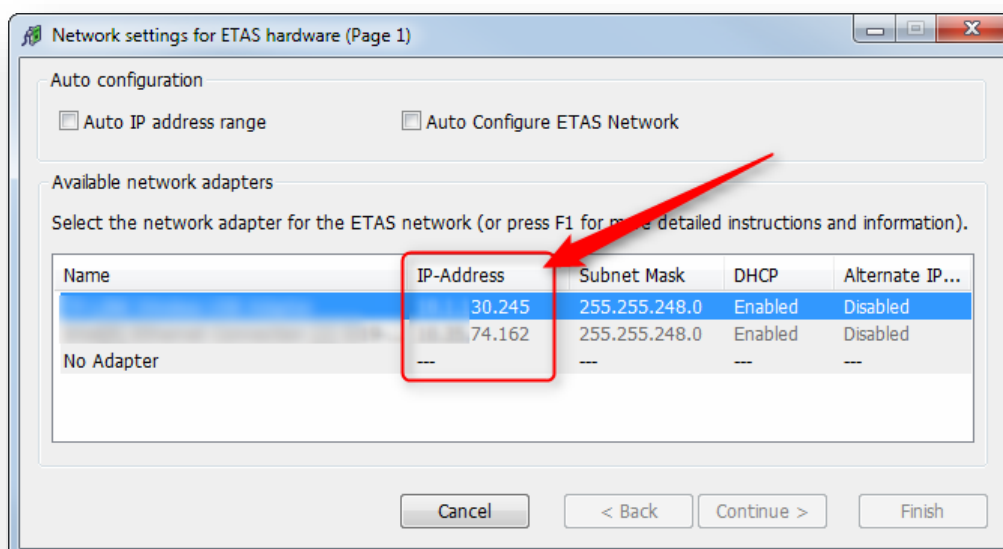 Network settings for ETAS hardware (Page 1)
Auto configuration
Auto IP address range Auto Configure ETAS Network
Available network adapters
Select the network adapter for the ETAS network (or press F1 for detailed instructions and information).
Name IP-Address Subnet Mask DHCP Alternate IP...
30.245 255.255.248.0 Enabled Disabled
74.162 255.255.248.0 Enabled Disabled
No Adapter --- --- --- ---
Cancel < Back Continue > Finish